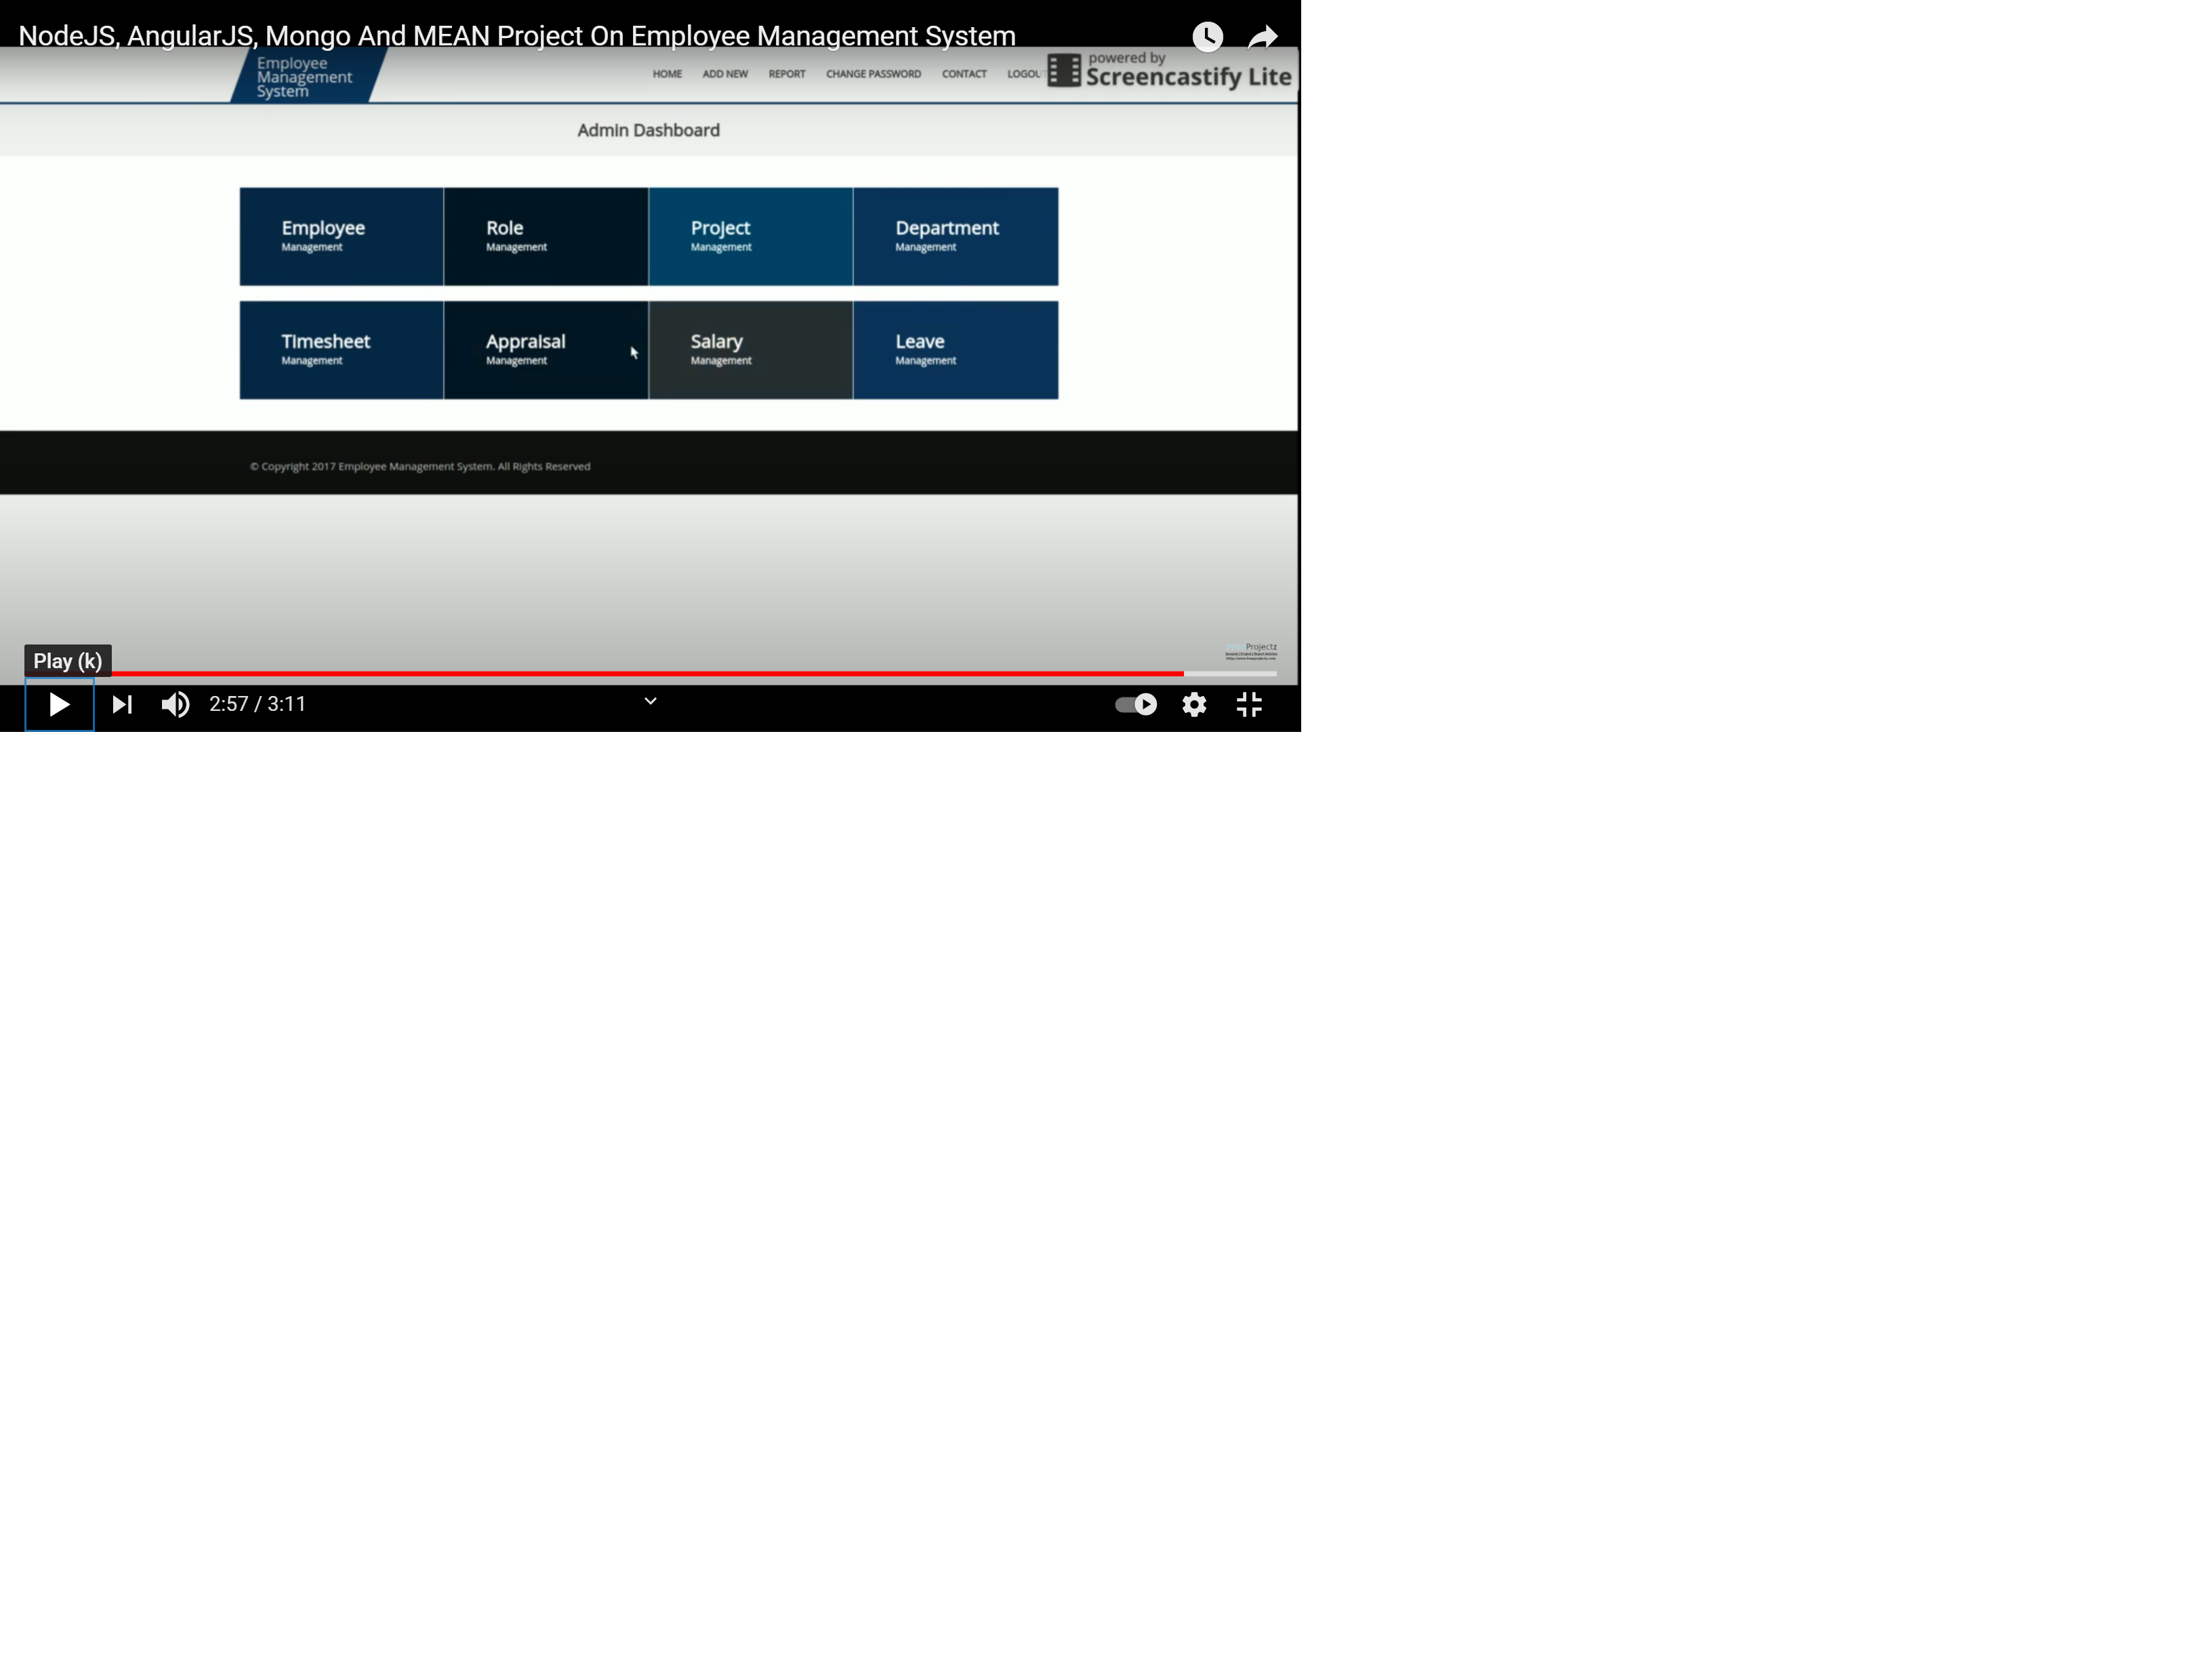 NodeJS, AngularJS, Mongo And MEAN Project On Employee Management System
Employee
Management
System
HOME ADD NEW REPORT CHANGE PASSWORD CONTACT LOGOU
powered by
Screencastify Lite
Admin Dashboard
Employee
Management
Role
Management
Project
Management
Department
Management
Timesheet
Management
Appraisal
Management
Salary
Management
Leave
Management
© Copyright 2017 Employee Management System. All Rights Reserved
Projectz
Play (k)
2:57 / 3:11